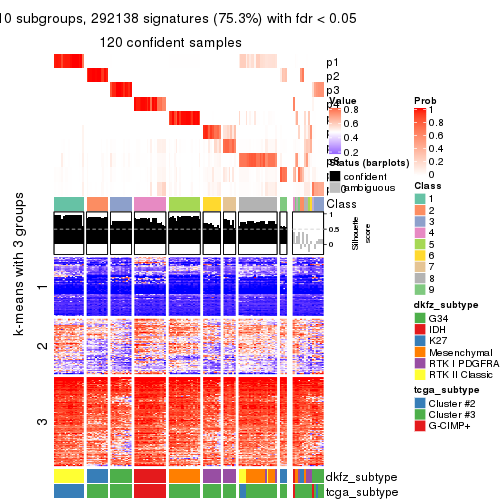 10 subgroups, 292138 signatures (75.3%) with fdr < 0.05
120 confident samples
p1
p2
p3
Value
0.8
0.6
0.4
0.2
Status (barplots)
confident
ambiguous
Class
1
0.5
0
Silhouette
score
k-means with 3 groups
1
2
3
dkfz_subtype
tcga_subtype
Prob
1
0.8
0.6
0.4
0.2
0
Class
1
2
3
4
5
6
7
8
9
dkfz_subtype
G34
IDH
K27
Mesenchymal
RTK I PDGFRA
RTK II Classic
tcga_subtype
Cluster #2
Cluster #3
G-CIMP+